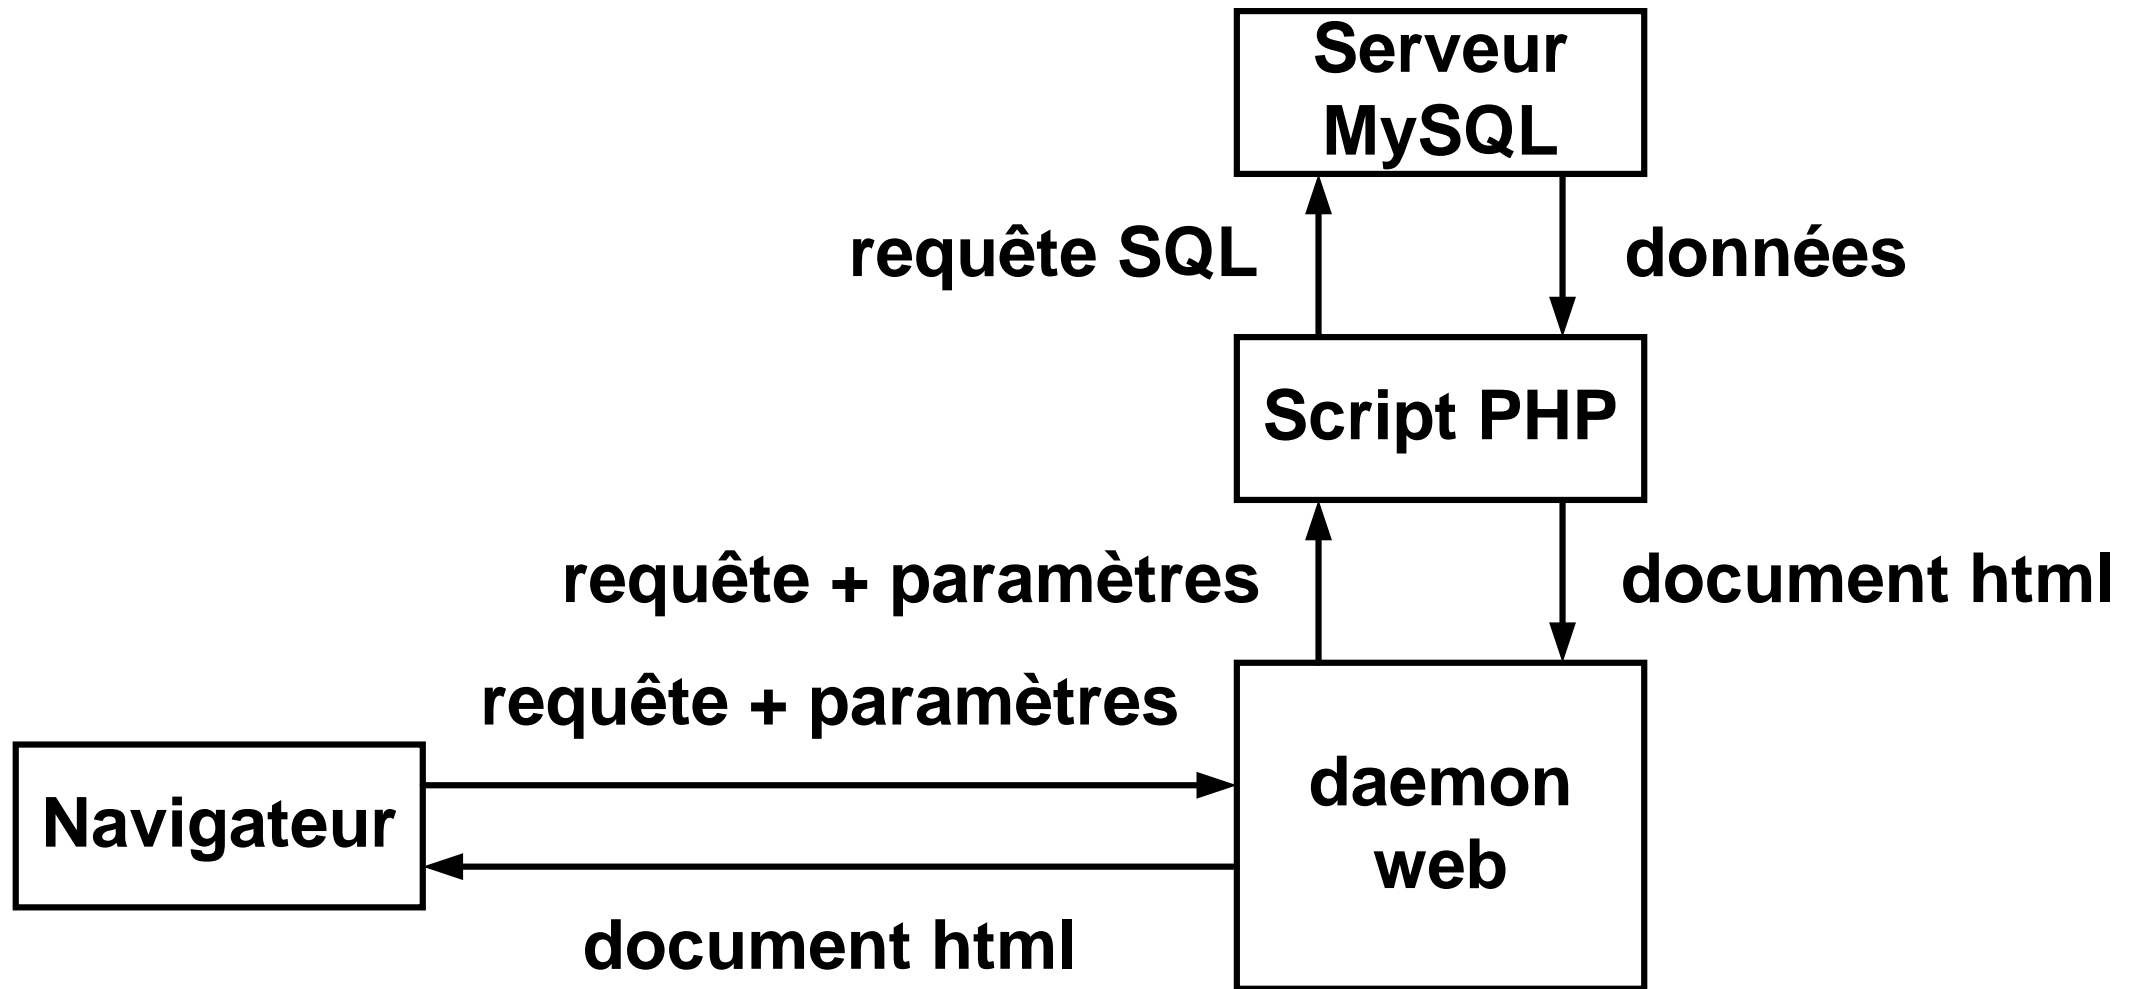 Serveur
MySQL
requête SQL
données
Script PHP
requête + paramètres
document html
requête + paramètres
daemon
web
Navigateur
document html